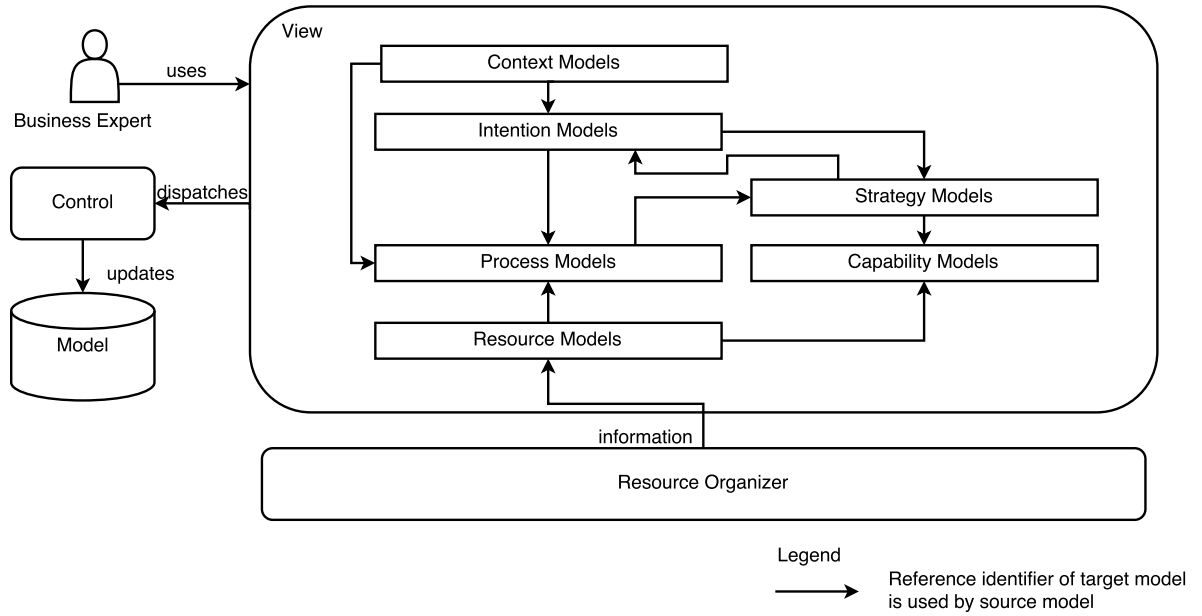 View
Context Models
uses
Business Expert
Intention Models
dispatches
Control
Strategy Models
updates
Process Models
Capability Models
Model
Resource Models
information
Resource Organizer
Legend
Reference identifier of target model
is used by source model